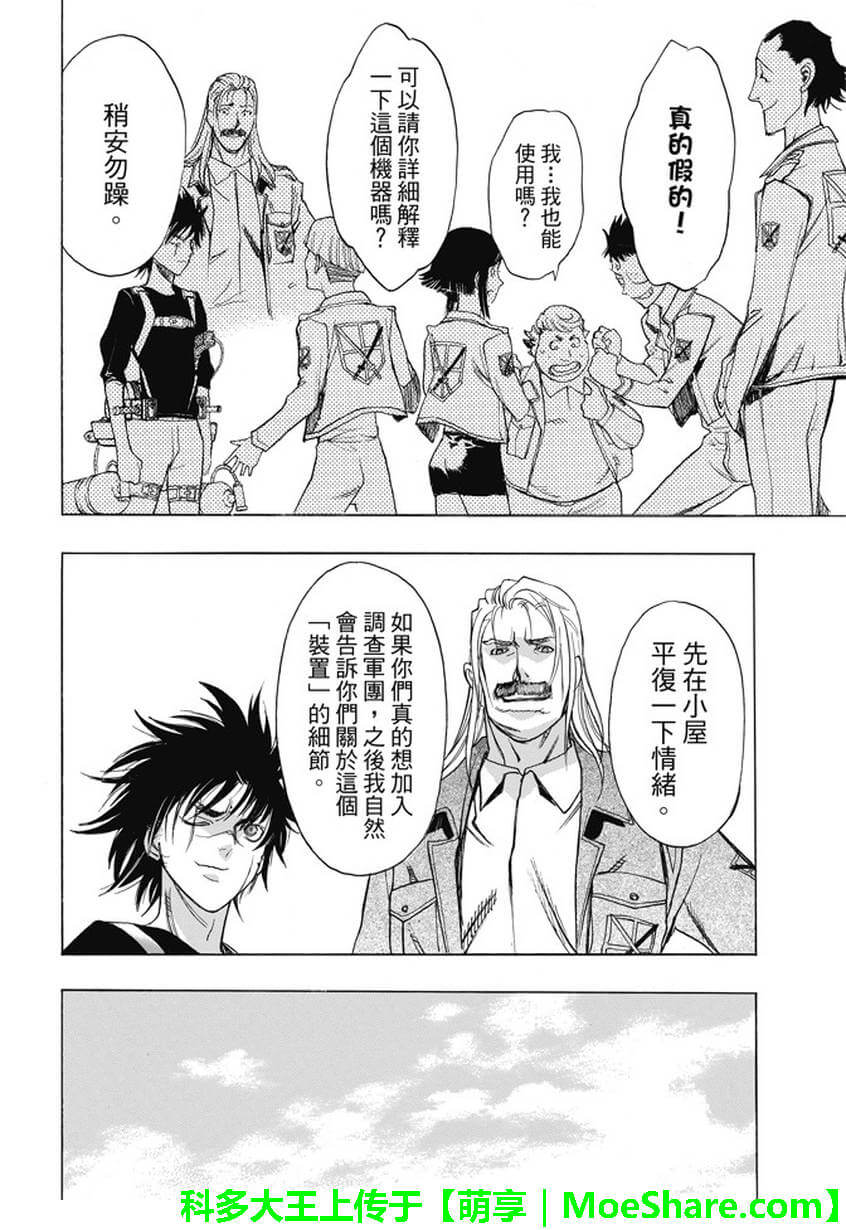 真的假的！
我…我也能
使用嗎？
可以請你詳細解釋
一下這個機器嗎？
稍安勿躁。
先在小屋
平復一下情緒。
如果你們真的想加入
調查軍團，之後我自然
會告訴你們關於這個
「裝置」的細節。
科多大王上传于【萌享｜MoeShare.com】